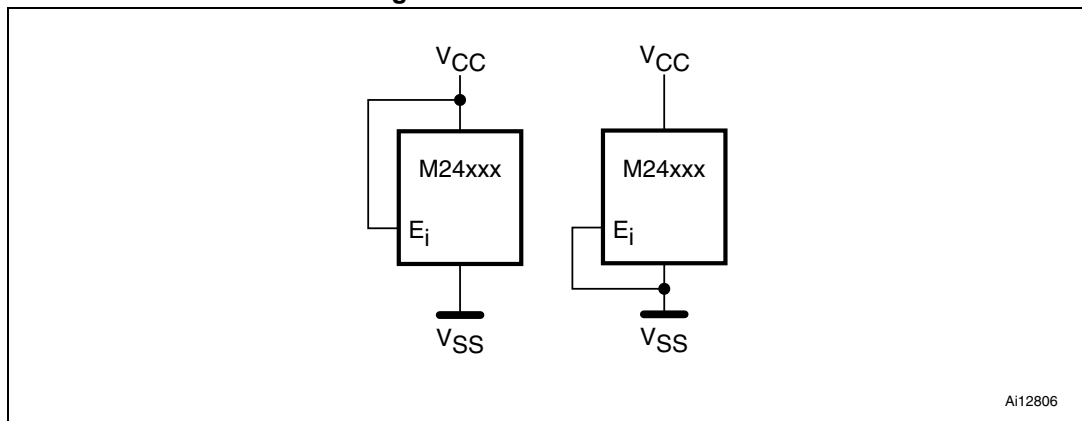 g
VCC
M24xxx
Ei
VSS
VCC
M24xxx
Ei
VSS
Ai12806